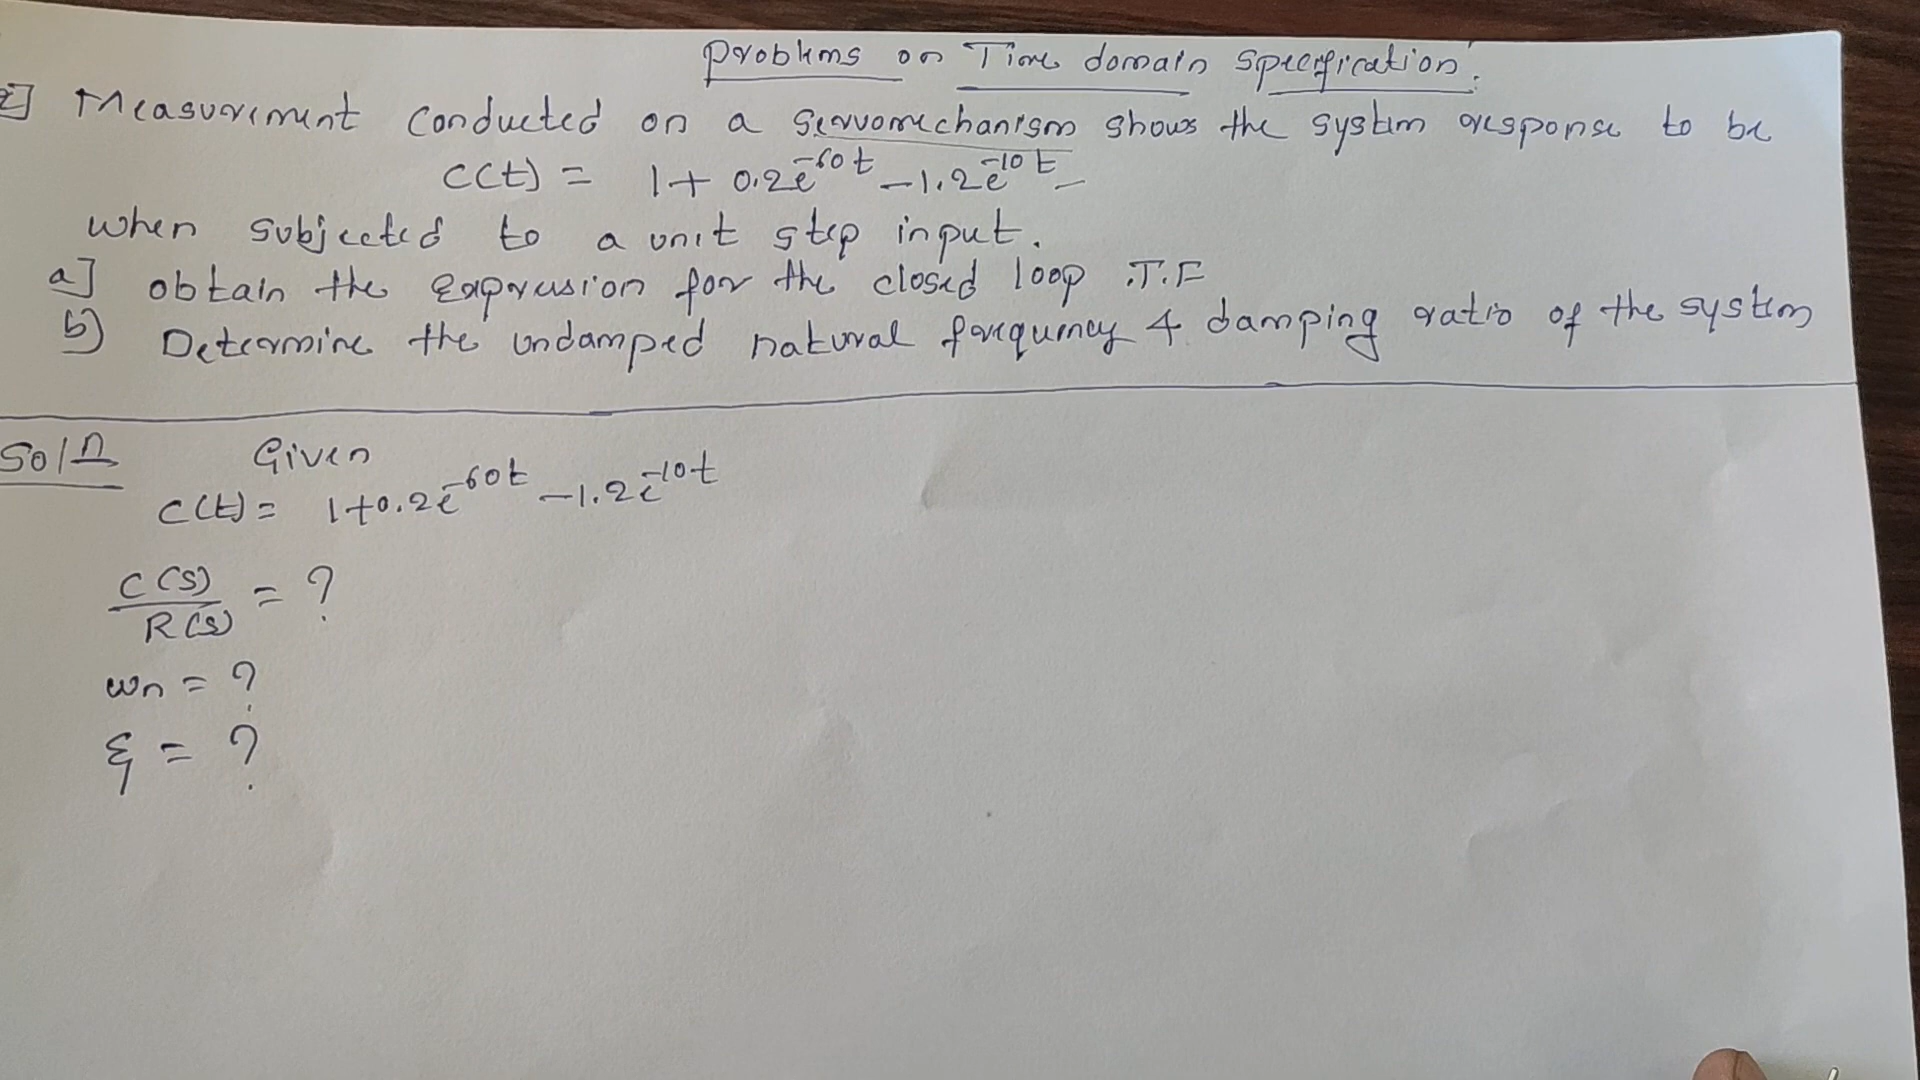 Problems on Time domain Specification.
2] Measurement conducted on a servomechanism shows the system response to be
C(t) = 1 + 0.2e^-60t - 1.2e^-10t
when subjected to a unit step input.
a] obtain the expression for the closed loop .T.F
b) Determine the undamped natural frequency & damping ratio of the system
Soln Given
C(t) = 1+0.2e^-60t - 1.2e^-10t
C(s)/R(s) = ?
ωn = ?
ξ = ?